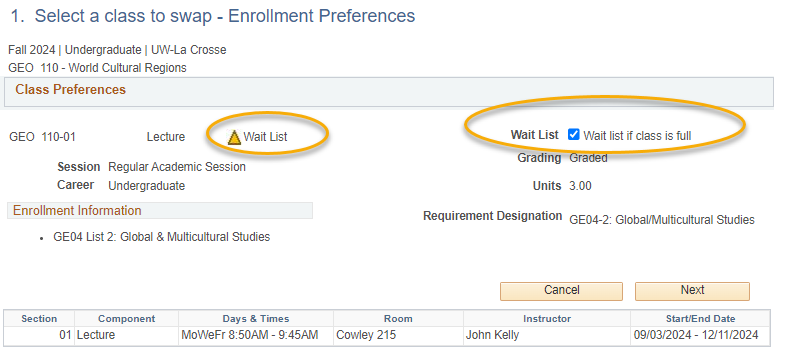 1. Select a class to swap - Enrollment Preferences
Fall 2024 | Undergraduate | UW-La Crosse
GEO 110 - World Cultural Regions
Class Preferences
GEO 110-01 Lecture Wait List Wait List Wait list if class is full
Session Regular Academic Session Grading Graded
Career Undergraduate Units 3.00
Enrollment Information Requirement Designation GE04-2: Global/Multicultural Studies
• GE04 List 2: Global & Multicultural Studies
Cancel Next
Section Component Days & Times Room Instructor Start/End Date
01 Lecture MoWeFr 8:50AM - 9:45AM Cowley 215 John Kelly 09/03/2024 - 12/11/2024